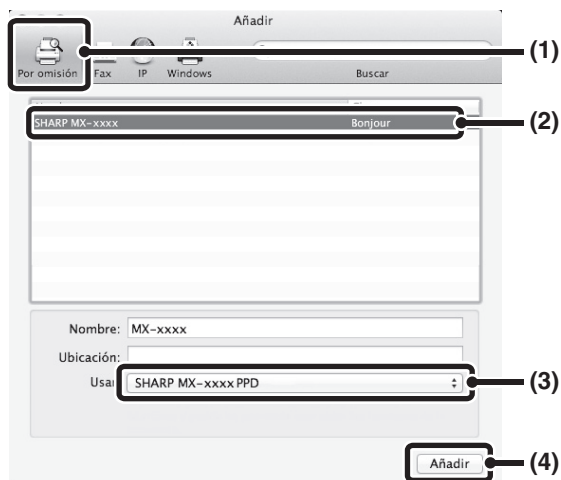 Añadir
(1)
Por omisión Fax IP Windows Buscar
SHARP MX-xxxx Bonjour (2)
Nombre: MX-xxxx
Ubicación:
SHARP MX-xxxx PPD (3)
Añadir (4)